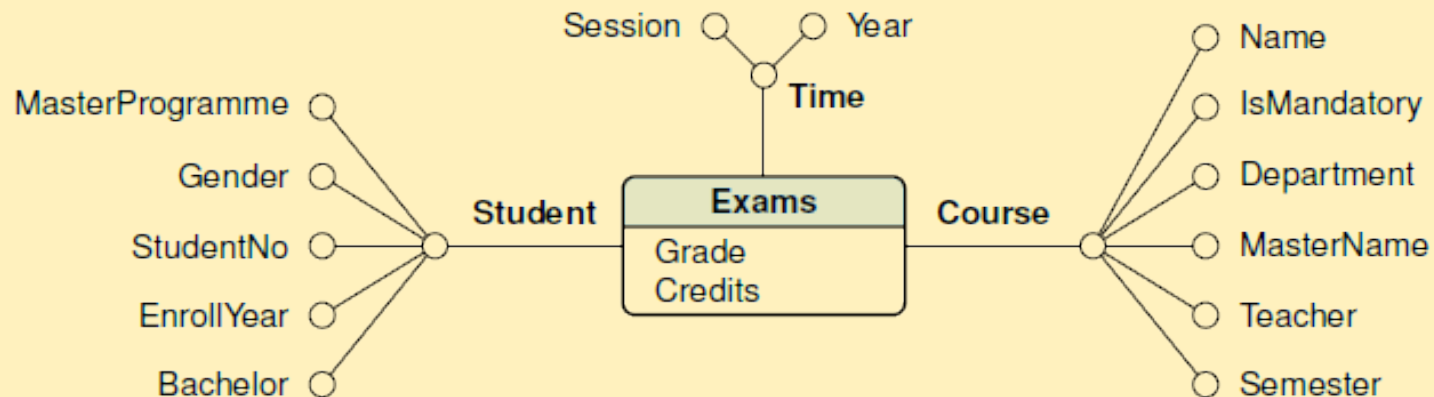 Session
Year
Time
MasterProgramme
Gender
StudentNo
EnrollYear
Bachelor
Student
Exams
Grade
Credits
Course
Name
IsMandatory
Department
MasterName
Teacher
Semester